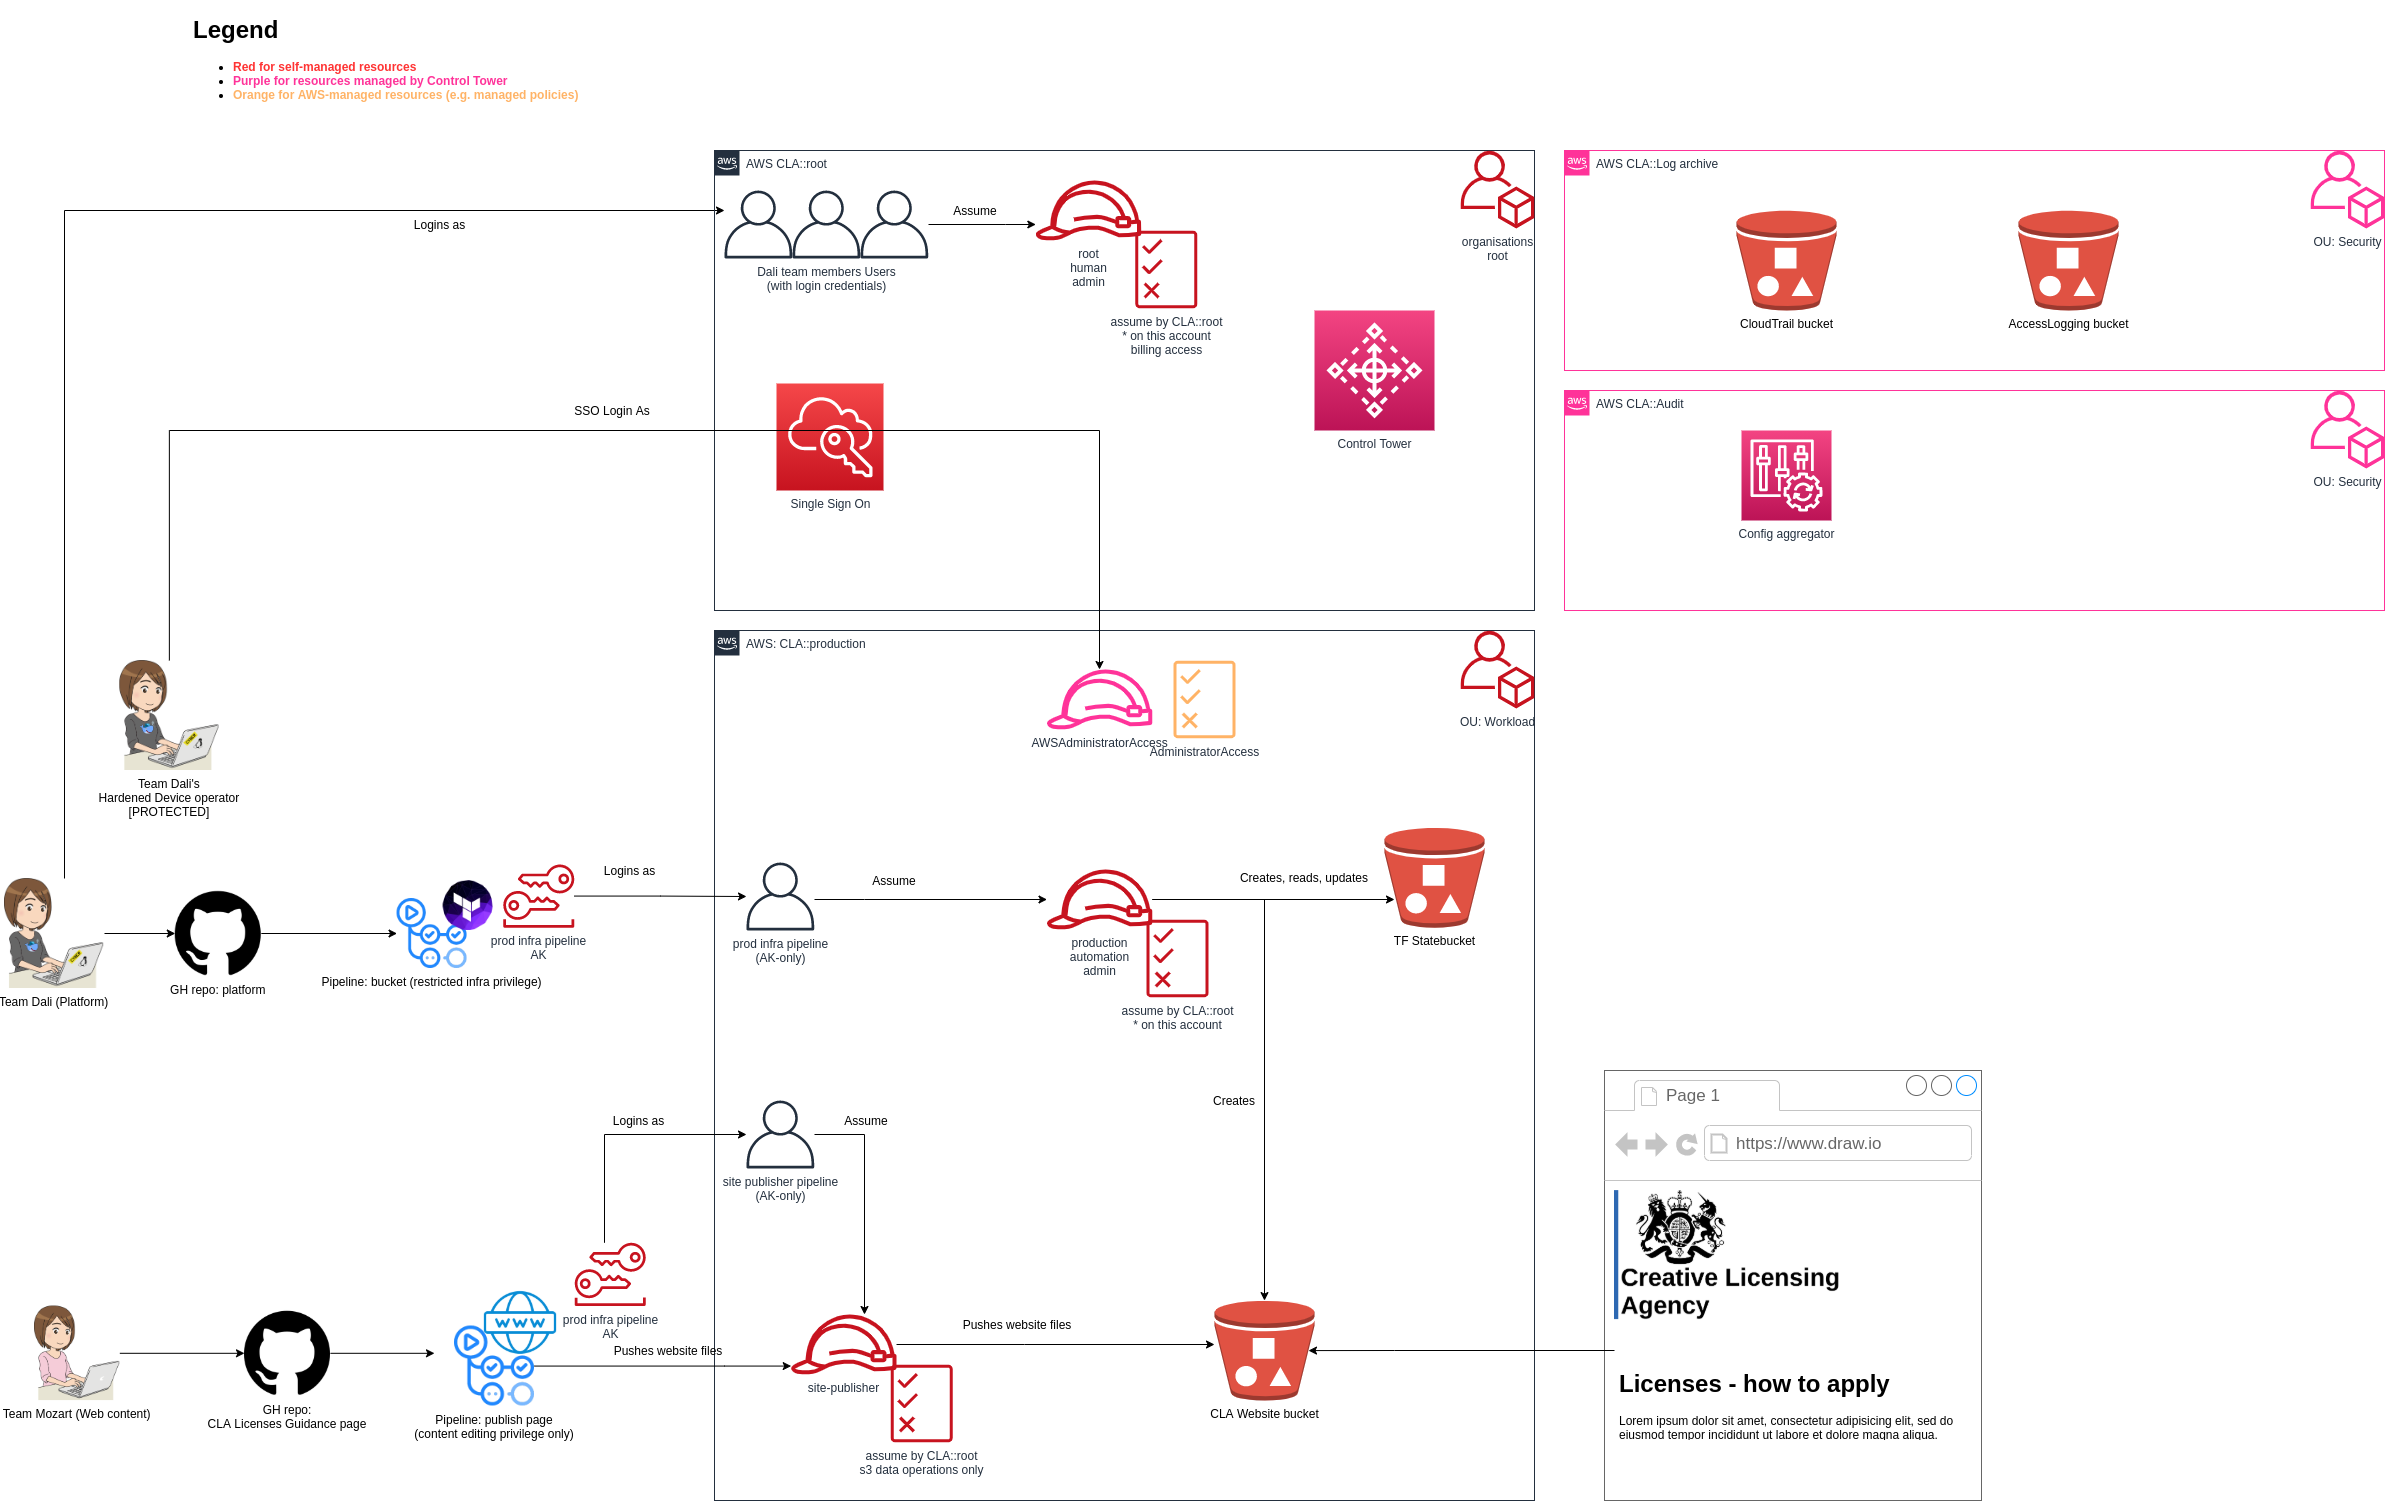 Legend
Red for self-managed resources
Purple for resources managed by Control Tower
Orange for AWS-managed resources (e.g. managed policies)
aws
AWS CLA::root
Logins as
Dali team members Users
(with login credentials)
Assume
root
human
admin
assume by CLA::root
* on this account
billing access
organisations
root
Control Tower
SSO Login As
Single Sign On
aws
AWS CLA::Log archive
CloudTrail bucket
AccessLogging bucket
OU: Security
aws
AWS CLA::Audit
Config aggregator
OU: Security
aws
AWS: CLA::production
AWSAdministratorAccess
AdministratorAccess
OU: Workload
Team Dali's
Hardened Device operator
[PROTECTED]
Team Dali (Platform)
GH repo: platform
Pipeline: bucket (restricted infra privilege)
prod infra pipeline
AK
Logins as
prod infra pipeline
(AK-only)
Assume
production
automation
admin
assume by CLA::root
* on this account
Creates, reads, updates
TF Statebucket
Creates
Logins as
site publisher pipeline
(AK-only)
Assume
prod infra pipeline
AK
Team Mozart (Web content)
GH repo:
CLA Licenses Guidance page
WWW
Pipeline: publish page
(content editing privilege only)
Pushes website files
site-publisher
assume by CLA::root
s3 data operations only
Pushes website files
CLA Website bucket
Page 1
https://www.draw.io
Creative Licensing
Agency
Licenses - how to apply
Lorem ipsum dolor sit amet, consectetur adipisicing elit, sed do
eiusmod tempor incididunt ut labore et dolore magna aliqua.